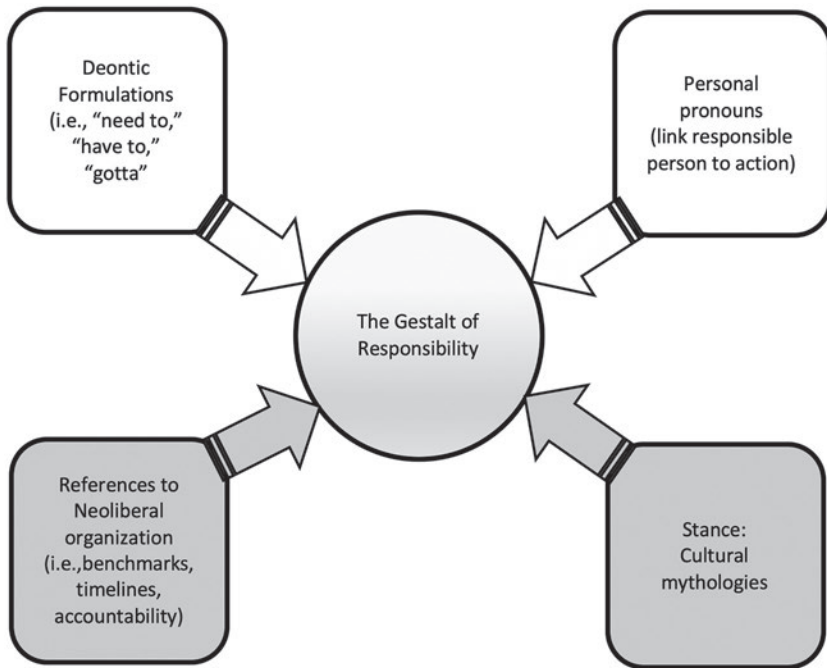 Deontic
Formulations
(i.e., “need to,”
“have to,”
“gotta”
Personal
pronouns
(link responsible
person to action)
The Gestalt of
Responsibility
References to
Neoliberal
organization
(i.e.,benchmarks,
timelines,
accountability)
Stance:
Cultural
mythologies